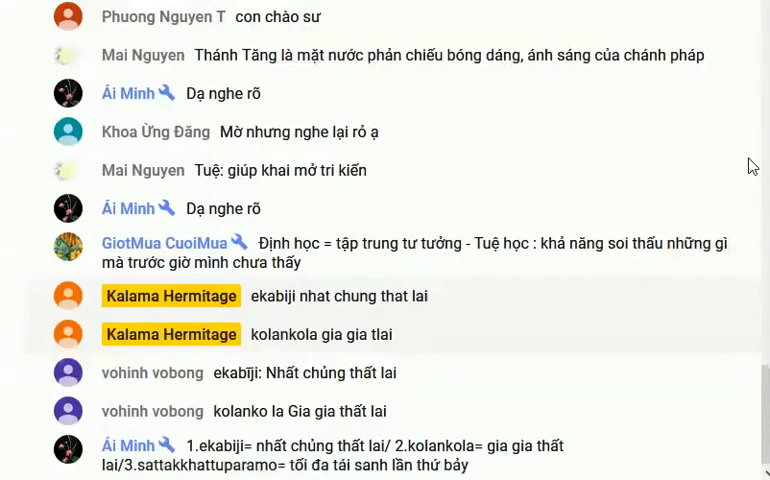 Phuong Nguyen T con chào sư
Mai Nguyen Thánh Tăng là mặt nước phản chiếu bóng dáng, ánh sáng của chánh pháp
Ái Minh Dạ nghe rõ
Khoa Ừng Đăng Mờ nhưng nghe lại rỏ ạ
Mai Nguyen Tuệ: giúp khai mở tri kiến
Ái Minh Dạ nghe rõ
GiotMua CuoiMua Định học = tập trung tư tưởng - Tuệ học : khả năng soi thấu những gì
mà trước giờ mình chưa thấy
Kalama Hermitage ekabiji nhat chung that lai
Kalama Hermitage kolankola gia gia tlai
vohinh vobong ekabīji: Nhất chủng thất lai
vohinh vobong kolanko la Gia gia thất lai
Ái Minh 1.ekabiji= nhất chủng thất lai/ 2.kolankola= gia gia thất
lai/3.sattakkhattuparamo= tối đa tái sanh lần thứ bảy